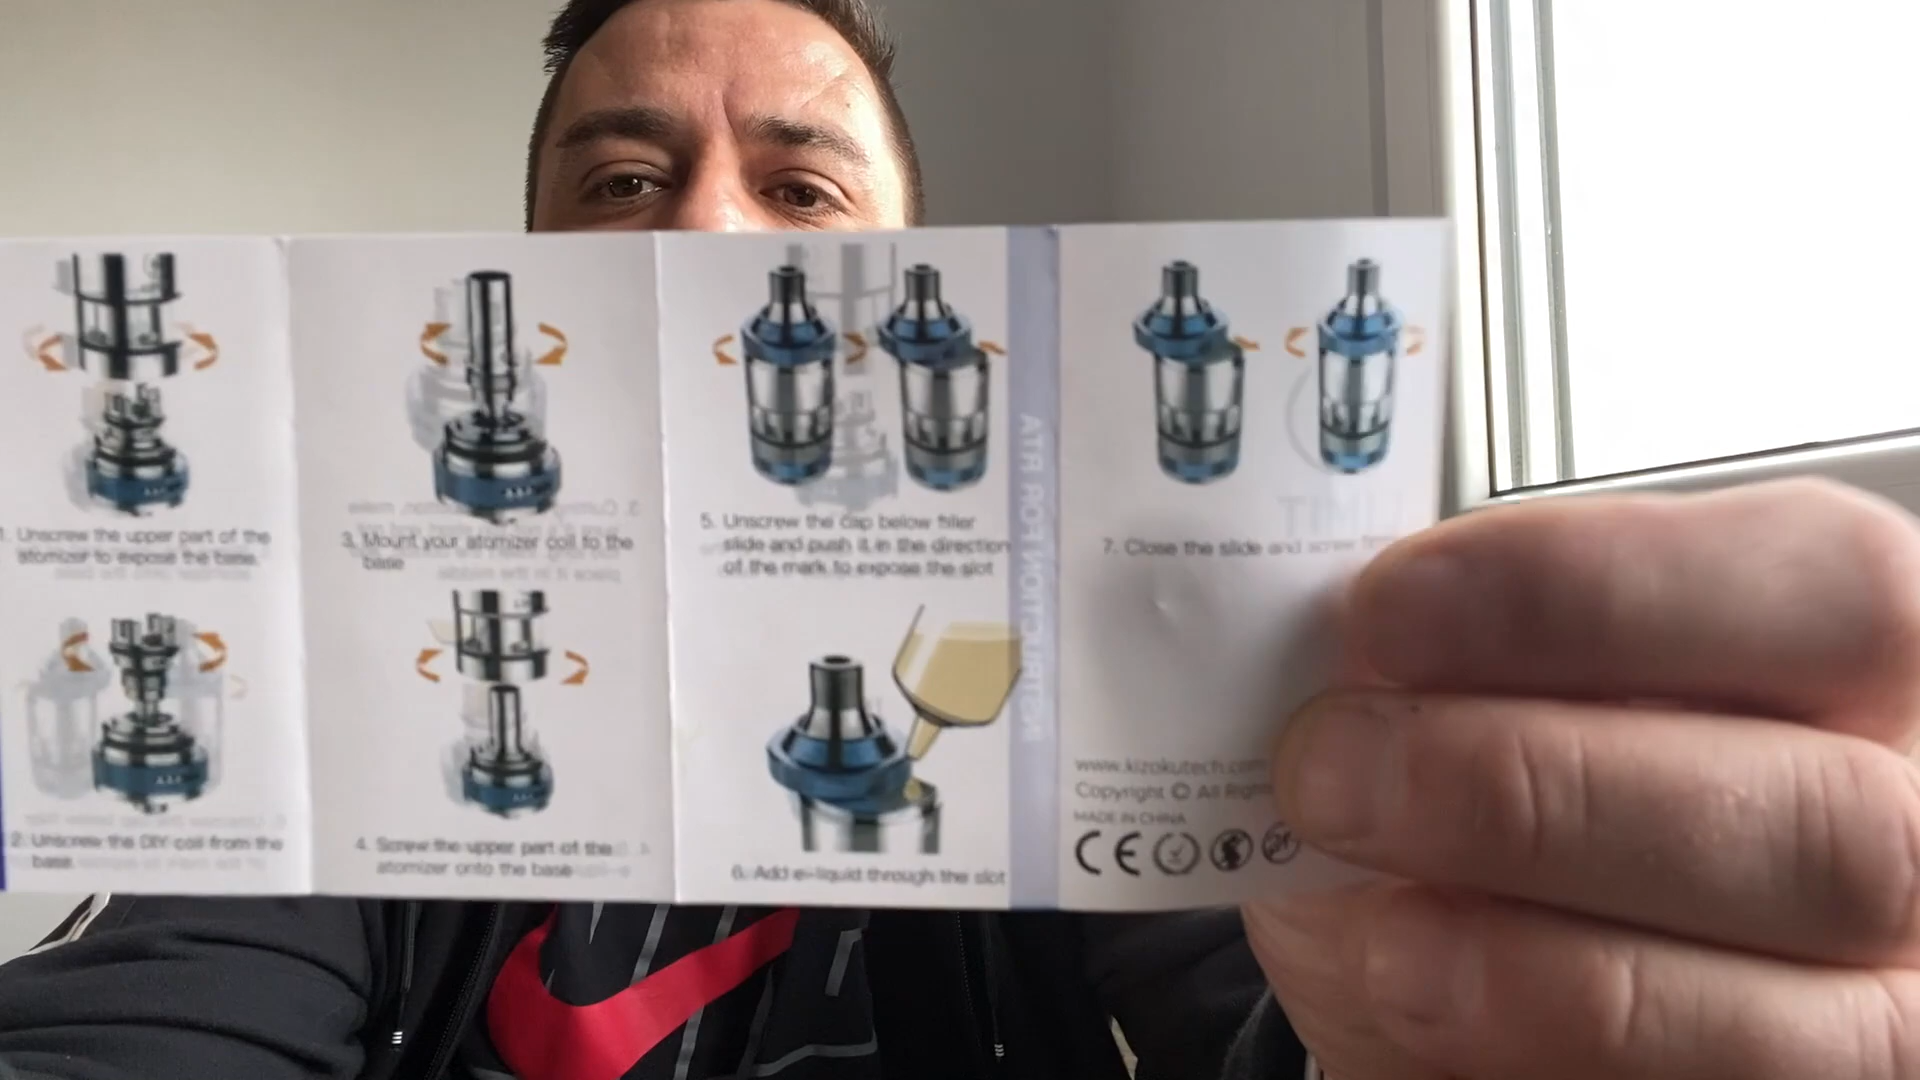 1. Unscrew the upper part of the
atomizer to expose the base.
2. Unscrew the DIY coil from the
base.
3. Mount your atomizer coil to the
base
4. Screw the upper part of the
atomizer onto the base
5. Unscrew the cap below filler
slide and push it in the direction
of the mark to expose the slot
6. Add e-liquid through the slot
7. Close the slide and screw
www.kizokutech.com
Copyright © All Rights
MADE IN CHINA
CE